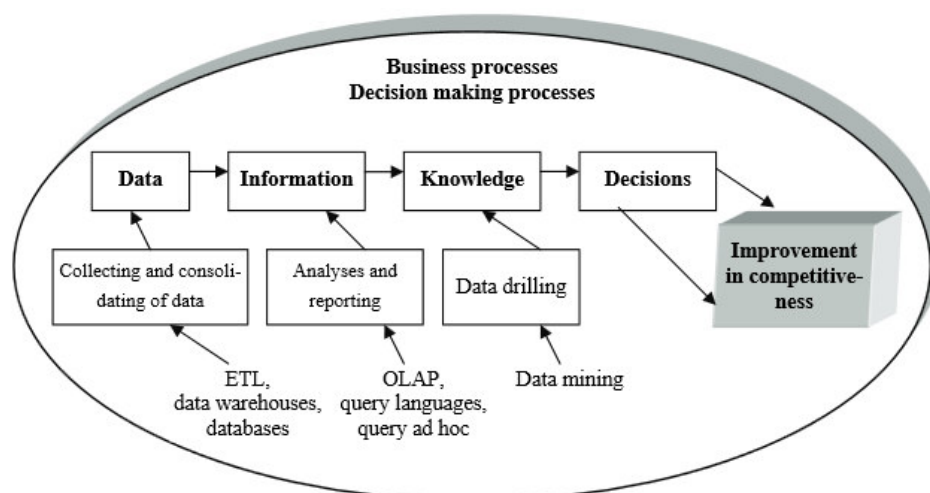 Business processes
Decision making processes
Data
Information
Knowledge
Decisions
Improvement
in competitive-
ness
Collecting and consoli-
dating of data
Analyses and
reporting
Data drilling
ETL,
data warehouses,
databases
OLAP,
query languages,
query ad hoc
Data mining